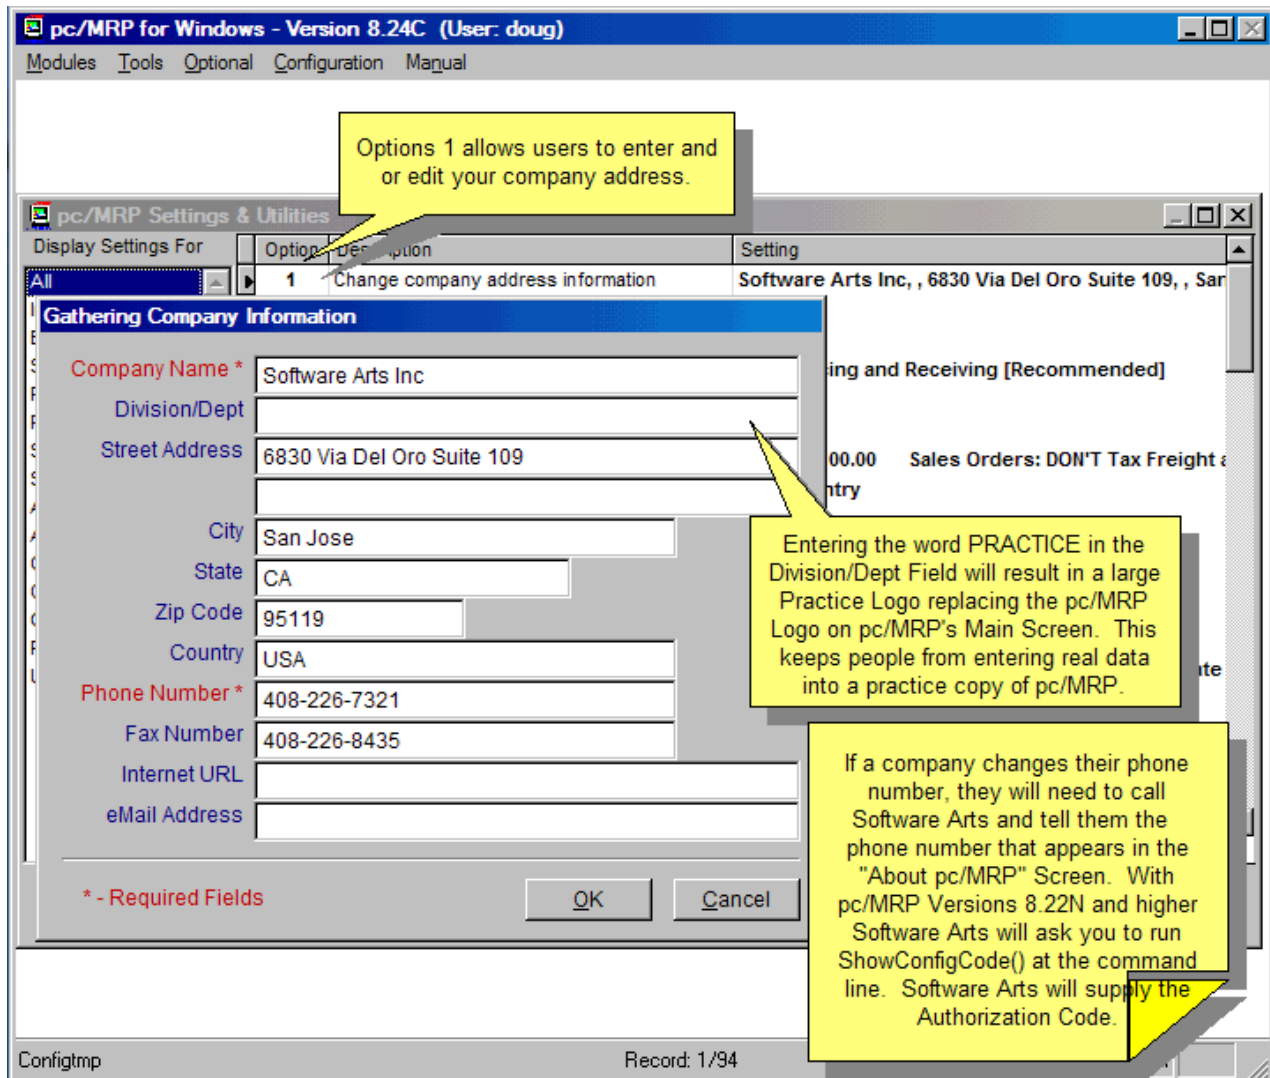 pc/MRP for Windows - Version 8.24C (User: doug)
Modules Tools Optional Configuration Manual
Options 1 allows users to enter and
or edit your company address.
pc/MRP Settings & Utilities
Display Settings For
Option Description Setting
All
1 Change company address information Software Arts Inc, , 6830 Via Del Oro Suite 109, , San
Gathering Company Information
Company Name * Software Arts Inc
ing and Receiving [Recommended]
Division/Dept
Street Address 6830 Via Del Oro Suite 109
00.00 Sales Orders: DON'T Tax Freight a
ntry
City San Jose
State CA
Zip Code 95119
Country USA
Phone Number * 408-226-7321
Fax Number 408-226-8435
Internet URL
eMail Address
* - Required Fields
OK Cancel
Entering the word PRACTICE in the
Division/Dept Field will result in a large
Practice Logo replacing the pc/MRP
Logo on pc/MRP's Main Screen. This
keeps people from entering real data
into a practice copy of pc/MRP.
If a company changes their phone
number, they will need to call
Software Arts and tell them the
phone number that appears in the
"About pc/MRP" Screen. With
pc/MRP Versions 8.22N and higher
Software Arts will ask you to run
ShowConfigCode() at the command
line. Software Arts will supply the
Authorization Code.
Configtmp Record: 1/94